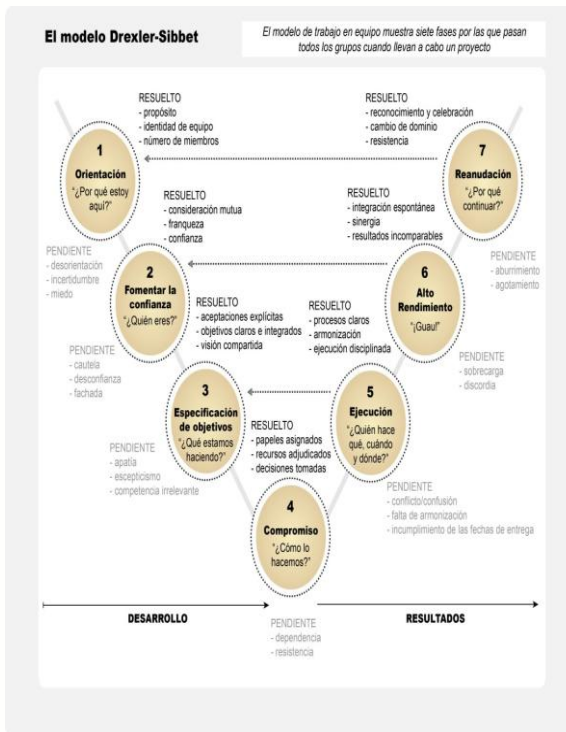 El modelo Drexler-Sibbet
El modelo de trabajo en equipo muestra siete fases por las que pasan
todos los grupos cuando llevan a cabo un proyecto
RESUELTO
- propósito
- identidad de equipo
- número de miembros
RESUELTO
- reconocimiento y celebración
- cambio de dominio
- resistencia
1
Orientación
"¿Por qué estoy
aquí?"
7
Reanudación
"¿Por qué
continuar?"
RESUELTO
- consideración mutua
- franqueza
- confianza
RESUELTO
- integración espontánea
- sinergia
- resultados incomparables
PENDIENTE
- desorientación
- incertidumbre
- miedo
2
Fomentar la
confianza
"¿Quién eres?"
6
Alto
Rendimiento
"¡Guau!"
PENDIENTE
- aburrimiento
- agotamiento
RESUELTO
- aceptaciones explícitas
- objetivos claros e integrados
- visión compartida
RESUELTO
- procesos claros
- armonización
- ejecución disciplinada
PENDIENTE
- cautela
- desconfianza
- fachada
PENDIENTE
- sobrecarga
- discordia
3
Especificación
de objetivos
"¿Qué estamos
haciendo?"
5
Ejecución
"¿Quién hace
qué, cuándo
y dónde?"
RESUELTO
- papeles asignados
- recursos adjudicados
- decisiones tomadas
PENDIENTE
- apatía
- escepticismo
- competencia irrelevante
PENDIENTE
- conflicto/confusión
- falta de armonización
- incumplimiento de las fechas de entrega
4
Compromiso
"¿Cómo lo
hacemos?"
DESARROLLO
RESULTADOS
PENDIENTE
- dependencia
- resistencia